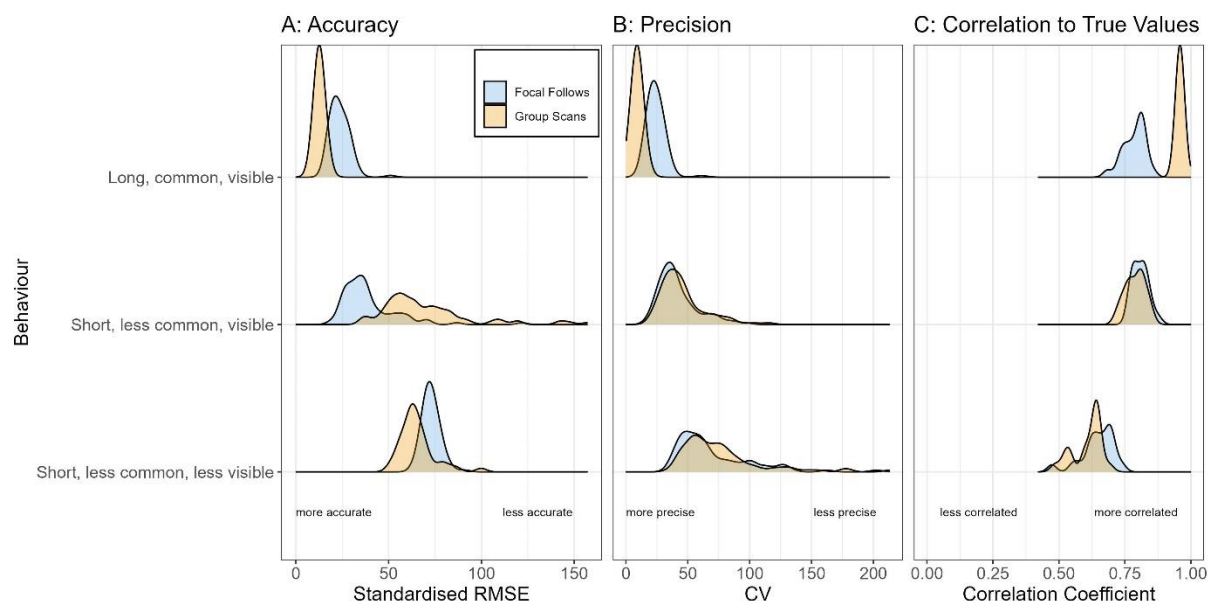 A: Accuracy
B: Precision
C: Correlation to True Values
Focal Follows
Group Scans
Behaviour
Long, common, visible
Short, less common, visible
Short, less common, less visible
more accurate
less accurate
more precise
less precise
less correlated
more correlated
0
50
100
150
0
50
100
150
200
0.00
0.25
0.50
0.75
1.00
Standardised RMSE
CV
Correlation Coefficient